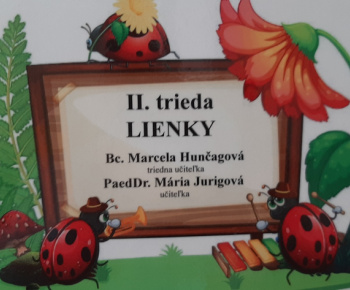 II. trieda
LIENKY
Bc. Marcela Hunčagová
triedna učiteľka
PaedDr. Mária Jurigová
učiteľka